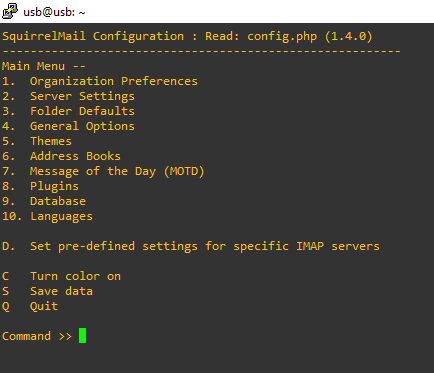 usb@usb: ~
SquirrelMail Configuration : Read: config.php (1.4.0)
---------------------------------------------------------
Main Menu --
1. Organization Preferences
2. Server Settings
3. Folder Defaults
4. General Options
5. Themes
6. Address Books
7. Message of the Day (MOTD)
8. Plugins
9. Database
10. Languages
D. Set pre-defined settings for specific IMAP servers
C Turn color on
S Save data
Q Quit
Command >>